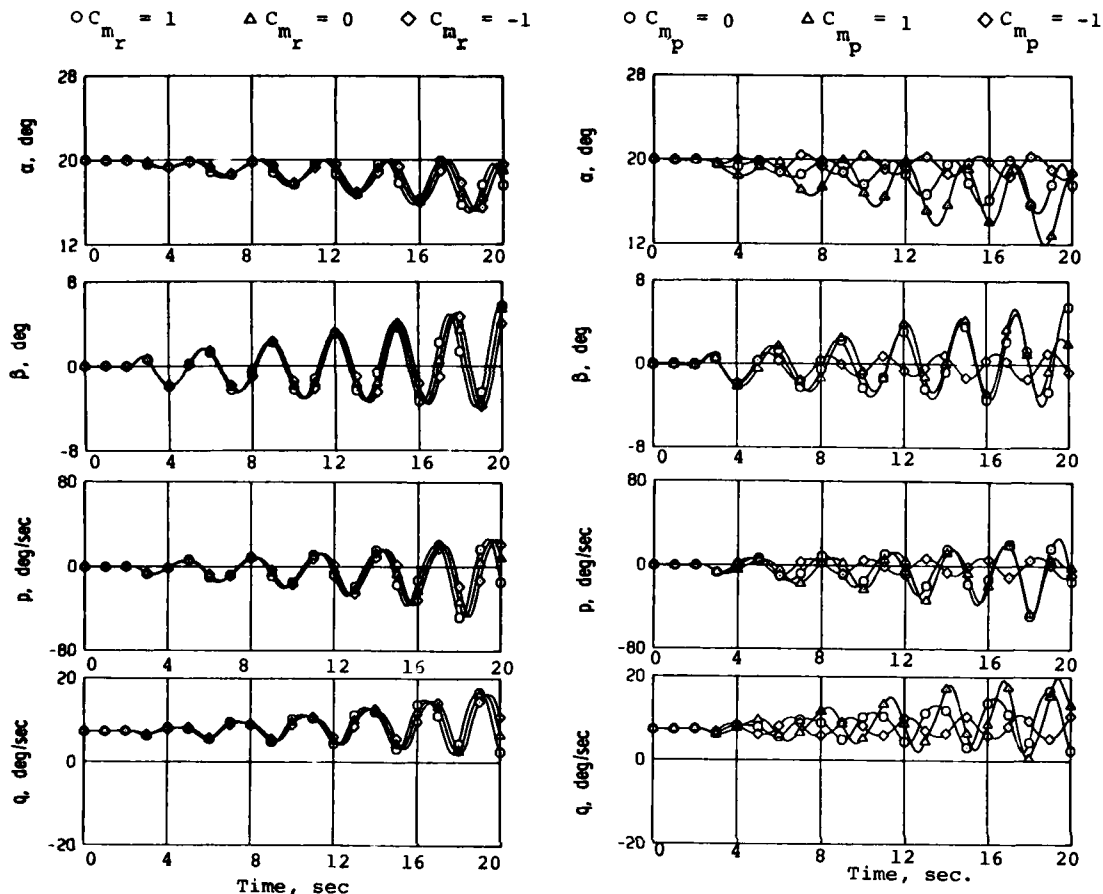 ○ C_m_r = 1 △ C_m_r = 0 ◇ C_m_r = -1
28
α, deg
20
12
0 4 8 12 16 20
8
β, deg
0
-8
0 4 8 12 16 20
80
p, deg/sec
0
-80
0 4 8 12 16 20
20
q, deg/sec
0
-20
0 4 8 12 16 20
Time, sec
○ C_m_p = 0 △ C_m_p = 1 ◇ C_m_p = -1
28
α, deg
20
12
0 4 8 12 16 20
8
β, deg
0
-8
0 4 8 12 16 20
80
p, deg/sec
0
-80
0 4 8 12 16 20
20
q, deg/sec
0
-20
0 4 8 12 16 20
Time, sec.